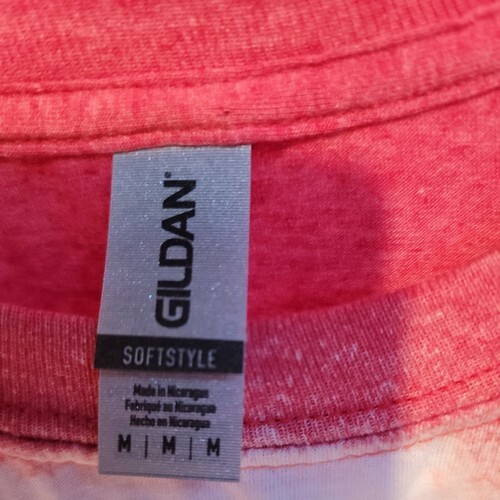 GILDAN®
SOFTSTYLE
Made in Nicaragua
Fabriqué au Nicaragua
Hecho en Nicaragua
M | M | M